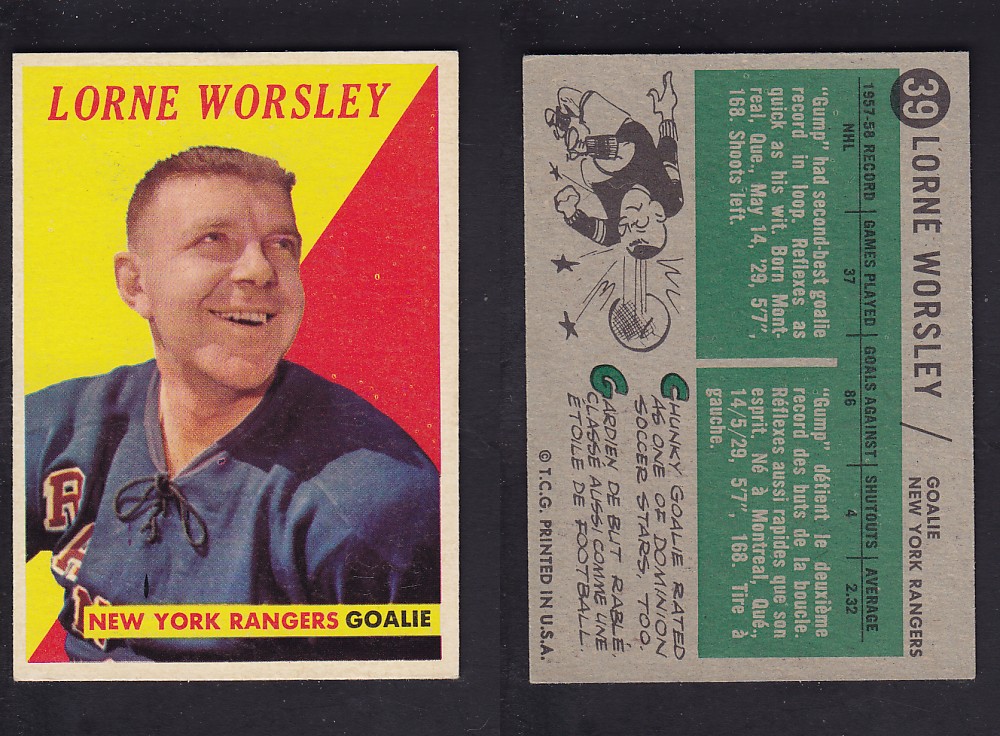 LORNE WORSLEY
RAN
NEW YORK RANGERS GOALIE
39 LORNE WORSLEY / GOALIE
NEW YORK RANGERS
1957-58 RECORD GAMES PLAYED GOALS AGAINST SHUTOUTS AVERAGE
NHL 37 86 4 2.32
"Gump" had second-best goalie
record in loop. Reflexes as
quick as his wit. Born Mont-
real, Que., May 14, '29, 5'7",
168. Shoots left.
"Gump" détient le deuxième
record des buts de la boucle.
Réflexes aussi rapides que son
esprit. Né à Montreal, Qué.,
14/5/29, 5'7", 168. Tire à
gauche.
CHUNKY GOALIE RATED
AS ONE OF DOMINION
SOCCER STARS, TOO.
GARDIEN DE BUT RABLÉ,
CLASSÉ AUSSI COMME UNE
ÉTOILE DE FOOTBALL.
© T.C.G. PRINTED IN U.S.A.